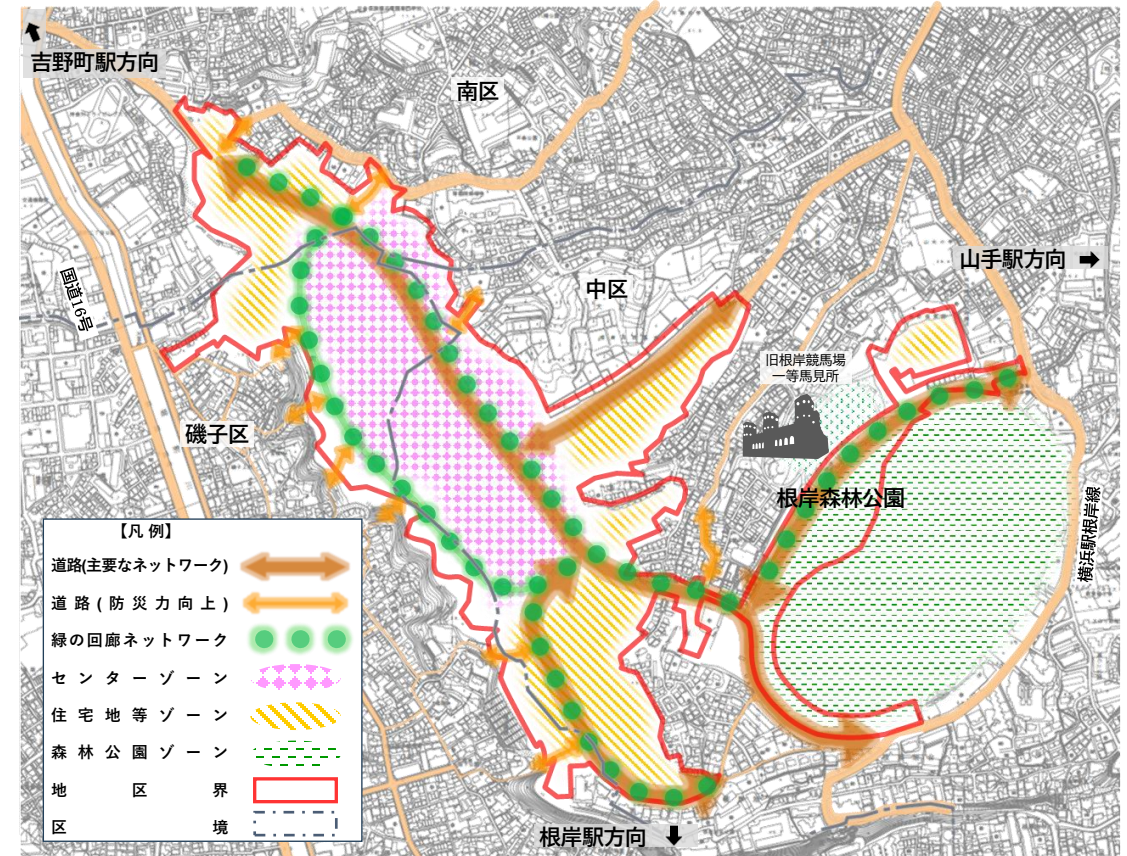 吉野町駅方向
南区
山手駅方向
国道16号
中区
旧根岸競馬場
一等馬見所
磯子区
根岸森林公園
横浜駅根岸線
【凡 例】
道路(主要なネットワーク)
道路(防災力向上)
緑の回廊ネットワーク
センターゾーン
住宅地等ゾーン
森林公園ゾーン
地区界
区境
根岸駅方向